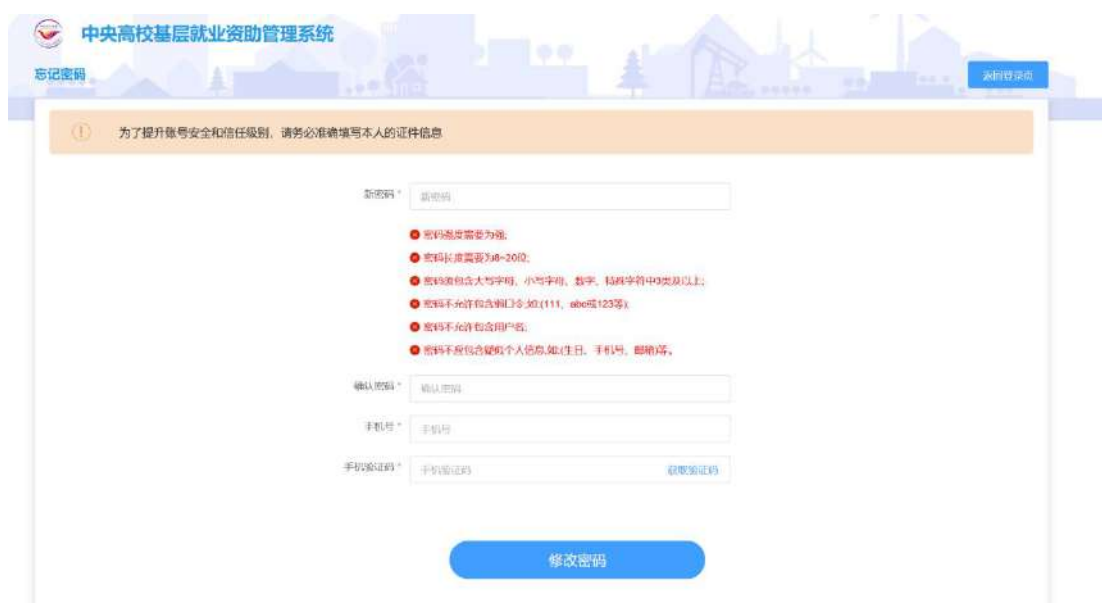 中央高校基层就业资助管理系统
忘记密码
返回登录页
为了提升账号安全和信任级别，请务必准确填写本人的证件信息
新密码 *
新密码
密码强度需要为强;
密码长度需要为8~20位;
密码须包含大写字母、小写字母、数字、特殊字符中3类及以上;
密码不允许包含弱口令,如:(111、abc或123等);
密码不允许包含用户名;
密码不应包含疑似个人信息,如:(生日、手机号、邮箱)等。
确认密码 *
确认密码
手机号 *
手机号
手机验证码 *
手机验证码
获取验证码
修改密码